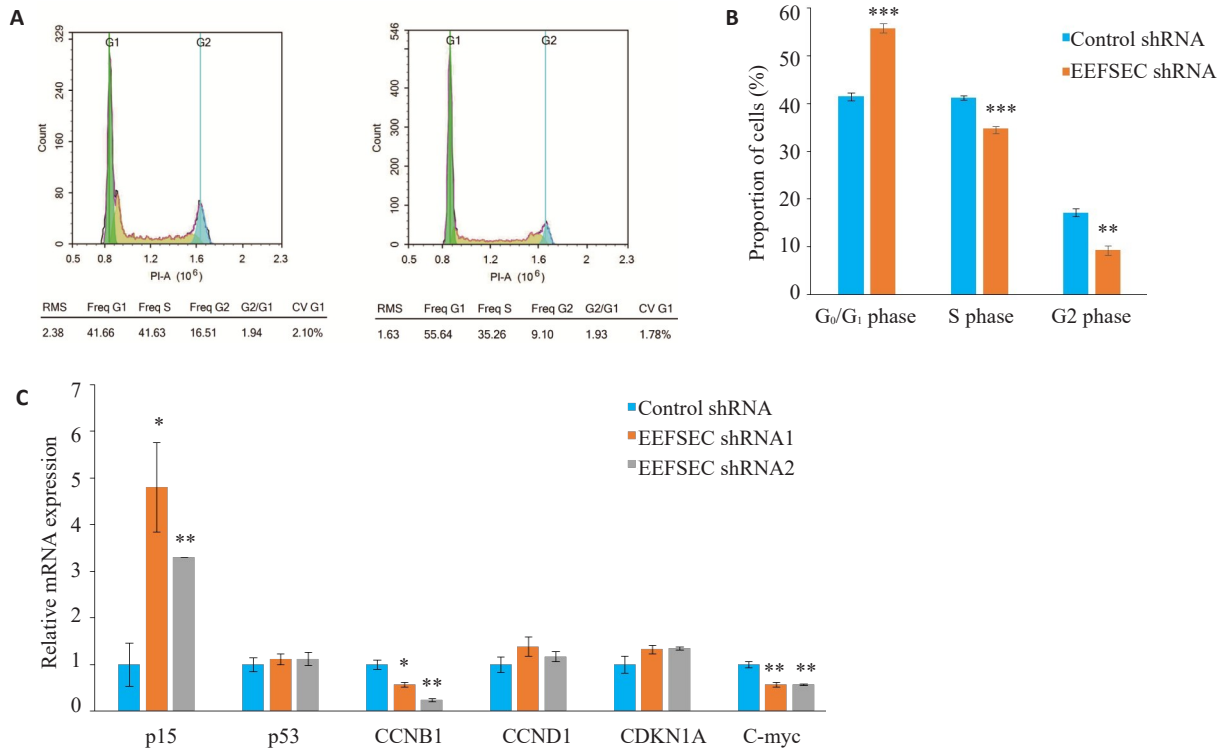 A
329
240
160
80
0
Count
G1
G2
0.5 0.8 1.2 1.6 2 2.3
PI-A (10⁶)
RMS Freq G1 Freq S Freq G2 G2/G1 CV G1
2.38 41.66 41.63 16.51 1.94 2.10%
546
400
300
200
100
0
Count
G1
G2
0.5 0.8 1.2 1.6 2 2.3
PI-A (10⁶)
RMS Freq G1 Freq S Freq G2 G2/G1 CV G1
1.63 55.64 35.26 9.10 1.93 1.78%
B
Proportion of cells (%)
60
50
40
30
20
10
0
***
***
**
Control shRNA
EEFSEC shRNA
G₀/G₁ phase S phase G2 phase
C
Relative mRNA expression
7
6
5
4
3
2
1
0
*
**
*
**
** **
Control shRNA
EEFSEC shRNA1
EEFSEC shRNA2
p15 p53 CCNB1 CCND1 CDKN1A C-myc